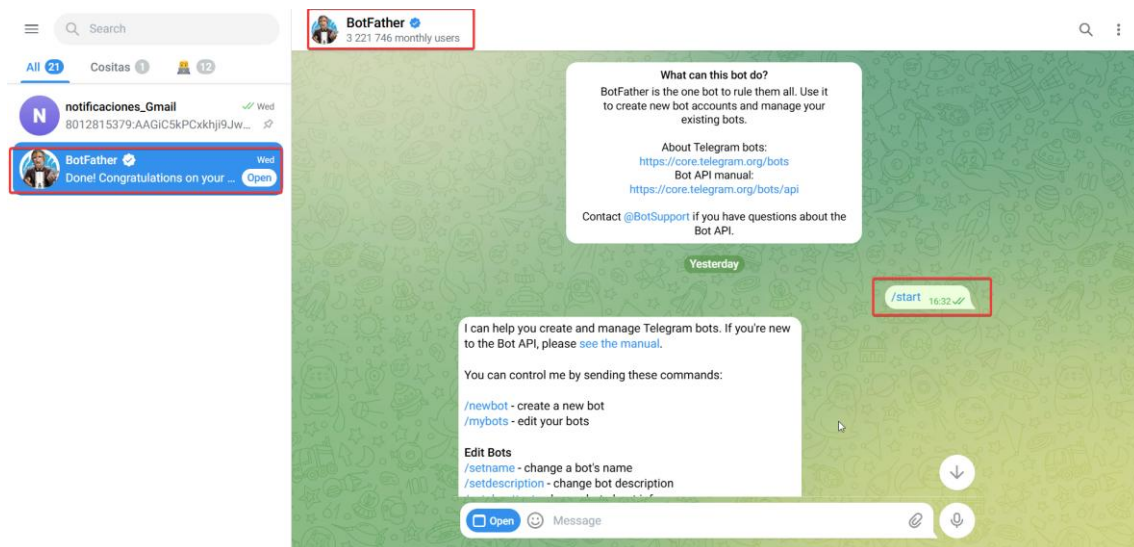 Search
All 21 Cositas 1 12
N
notificaciones_Gmail Wed
8012815379:AAGiC5kPCxkhji9Jw...
BotFather Wed
Done! Congratulations on your ... Open
BotFather
3 221 746 monthly users
What can this bot do?
BotFather is the one bot to rule them all. Use it
to create new bot accounts and manage your
existing bots.
About Telegram bots:
https://core.telegram.org/bots
Bot API manual:
https://core.telegram.org/bots/api
Contact @BotSupport if you have questions about the
Bot API.
Yesterday
/start 16:32
I can help you create and manage Telegram bots. If you're new
to the Bot API, please see the manual.
You can control me by sending these commands:
/newbot - create a new bot
/mybots - edit your bots
Edit Bots
/setname - change a bot's name
/setdescription - change bot description
Open Message